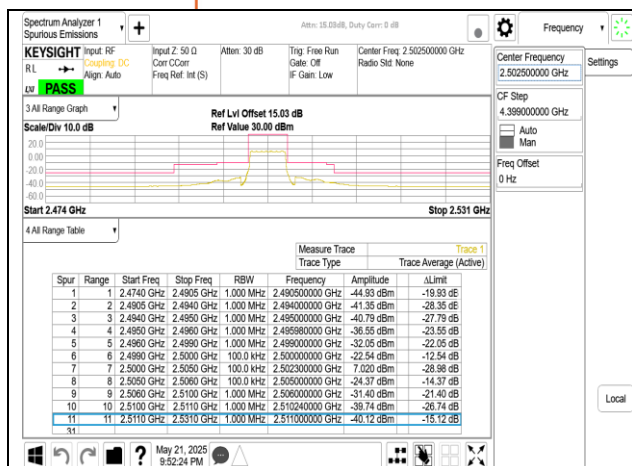 Spectrum Analyzer 1
Spurious Emissions
Attn: 15.03dB, Duty Corr: 0 dB
Frequency
KEYSIGHT
RL
LXI
PASS
Input: RF
Coupling: DC
Align: Auto
Input Z: 50 Ω
Corr CCorr
Freq Ref: Int (S)
Atten: 30 dB
Trig: Free Run
Gate: Off
IF Gain: Low
Center Freq: 2.502500000 GHz
Radio Std: None
Center Frequency
2.502500000 GHz
Settings
CF Step
4.399000000 GHz
Auto
Man
Freq Offset
0 Hz
Local
3 All Range Graph
Scale/Div 10.0 dB
Ref Lvl Offset 15.03 dB
Ref Value 30.00 dBm
20.0
0.00
-20.0
-40.0
-60.0
Start 2.474 GHz
Stop 2.531 GHz
4 All Range Table
Measure Trace Trace 1
Trace Type Trace Average (Active)
Spur Range Start Freq Stop Freq RBW Frequency Amplitude ΔLimit
1 1 2.4740 GHz 2.4905 GHz 1.000 MHz 2.490500000 GHz -44.93 dBm -19.93 dB
2 2 2.4905 GHz 2.4940 GHz 1.000 MHz 2.494000000 GHz -41.35 dBm -28.35 dB
3 3 2.4940 GHz 2.4950 GHz 1.000 MHz 2.495000000 GHz -40.79 dBm -27.79 dB
4 4 2.4950 GHz 2.4960 GHz 1.000 MHz 2.495980000 GHz -36.55 dBm -23.55 dB
5 5 2.4960 GHz 2.4990 GHz 1.000 MHz 2.499000000 GHz -32.05 dBm -22.05 dB
6 6 2.4990 GHz 2.5000 GHz 100.0 kHz 2.500000000 GHz -22.54 dBm -12.54 dB
7 7 2.5000 GHz 2.5050 GHz 100.0 kHz 2.502300000 GHz 7.020 dBm -28.98 dB
8 8 2.5050 GHz 2.5060 GHz 100.0 kHz 2.505000000 GHz -24.37 dBm -14.37 dB
9 9 2.5060 GHz 2.5100 GHz 1.000 MHz 2.506000000 GHz -31.40 dBm -21.40 dB
10 10 2.5100 GHz 2.5110 GHz 1.000 MHz 2.510240000 GHz -39.74 dBm -26.74 dB
11 11 2.5110 GHz 2.5310 GHz 1.000 MHz 2.511000000 GHz -40.12 dBm -15.12 dB
31
May 21, 2025
9:52:24 PM